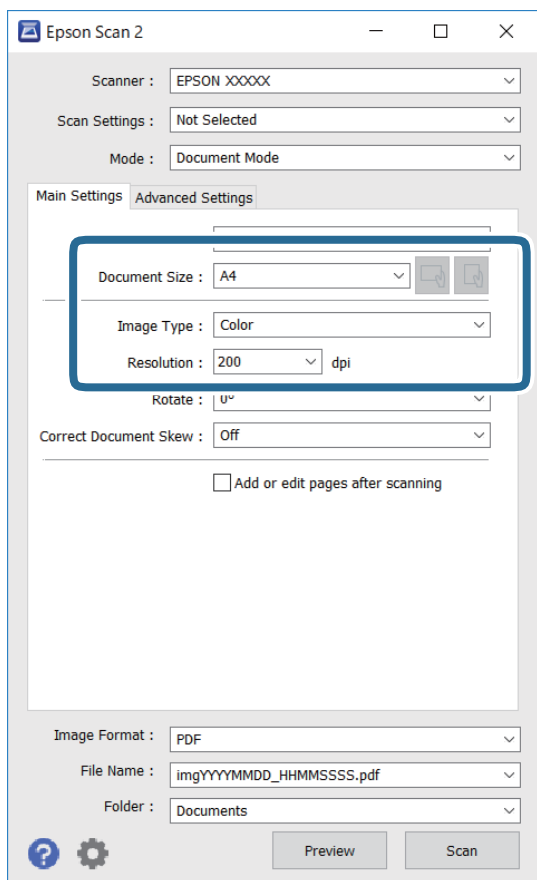 Epson Scan 2
Scanner : EPSON XXXXX
Scan Settings : Not Selected
Mode : Document Mode
Main Settings Advanced Settings
Document Size : A4
Image Type : Color
Resolution : 200 dpi
Rotate : 0°
Correct Document Skew : Off
Add or edit pages after scanning
Image Format : PDF
File Name : imgYYYYMMDD_HHMMSSSS.pdf
Folder : Documents
? Preview Scan